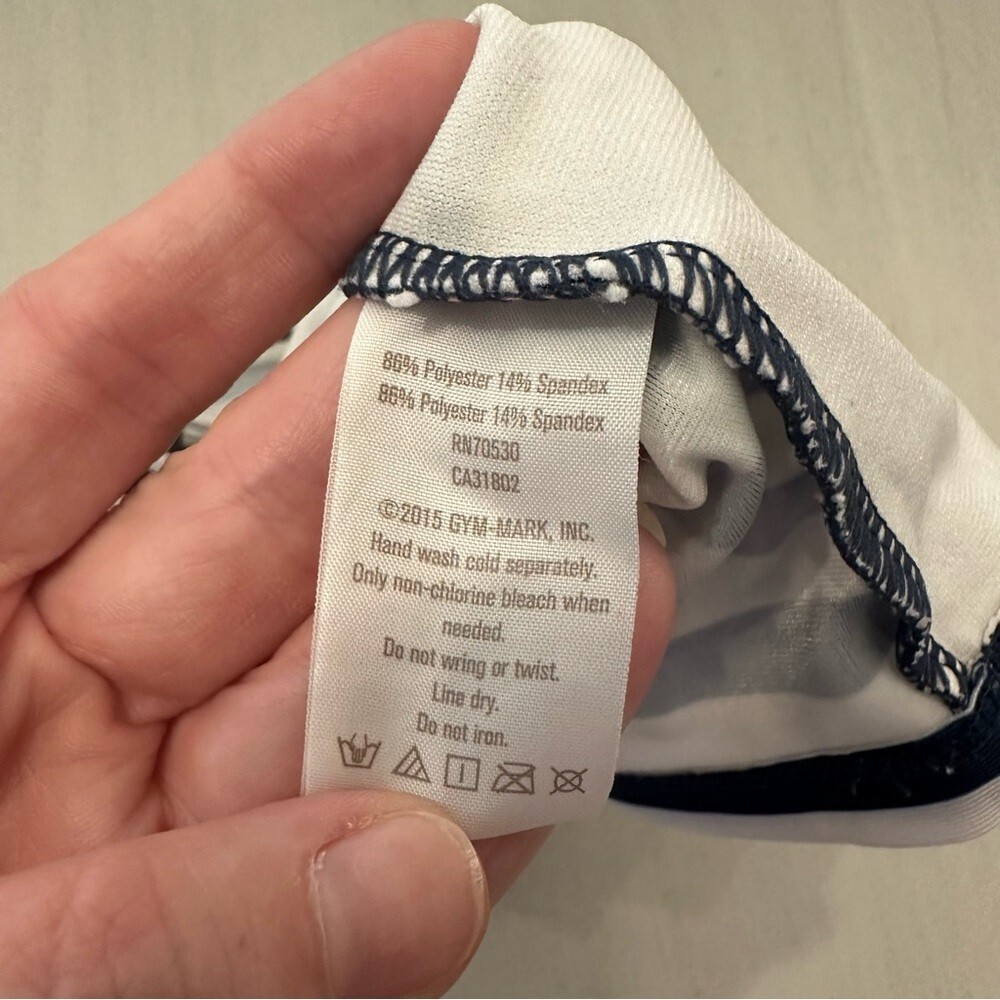 86% Polyester 14% Spandex
86% Polyester 14% Spandex
RN70530
CA31802
©2015 GYM-MARK, INC.
Hand wash cold separately.
Only non-chlorine bleach when
needed.
Do not wring or twist.
Line dry.
Do not iron.